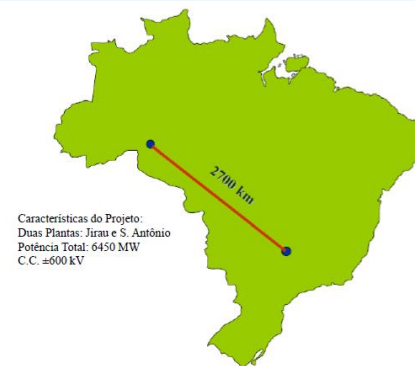 2700 km
Características do Projeto:
Duas Plantas: Jirau e S. Antônio
Potência Total: 6450 MW
C.C. ±600 kV